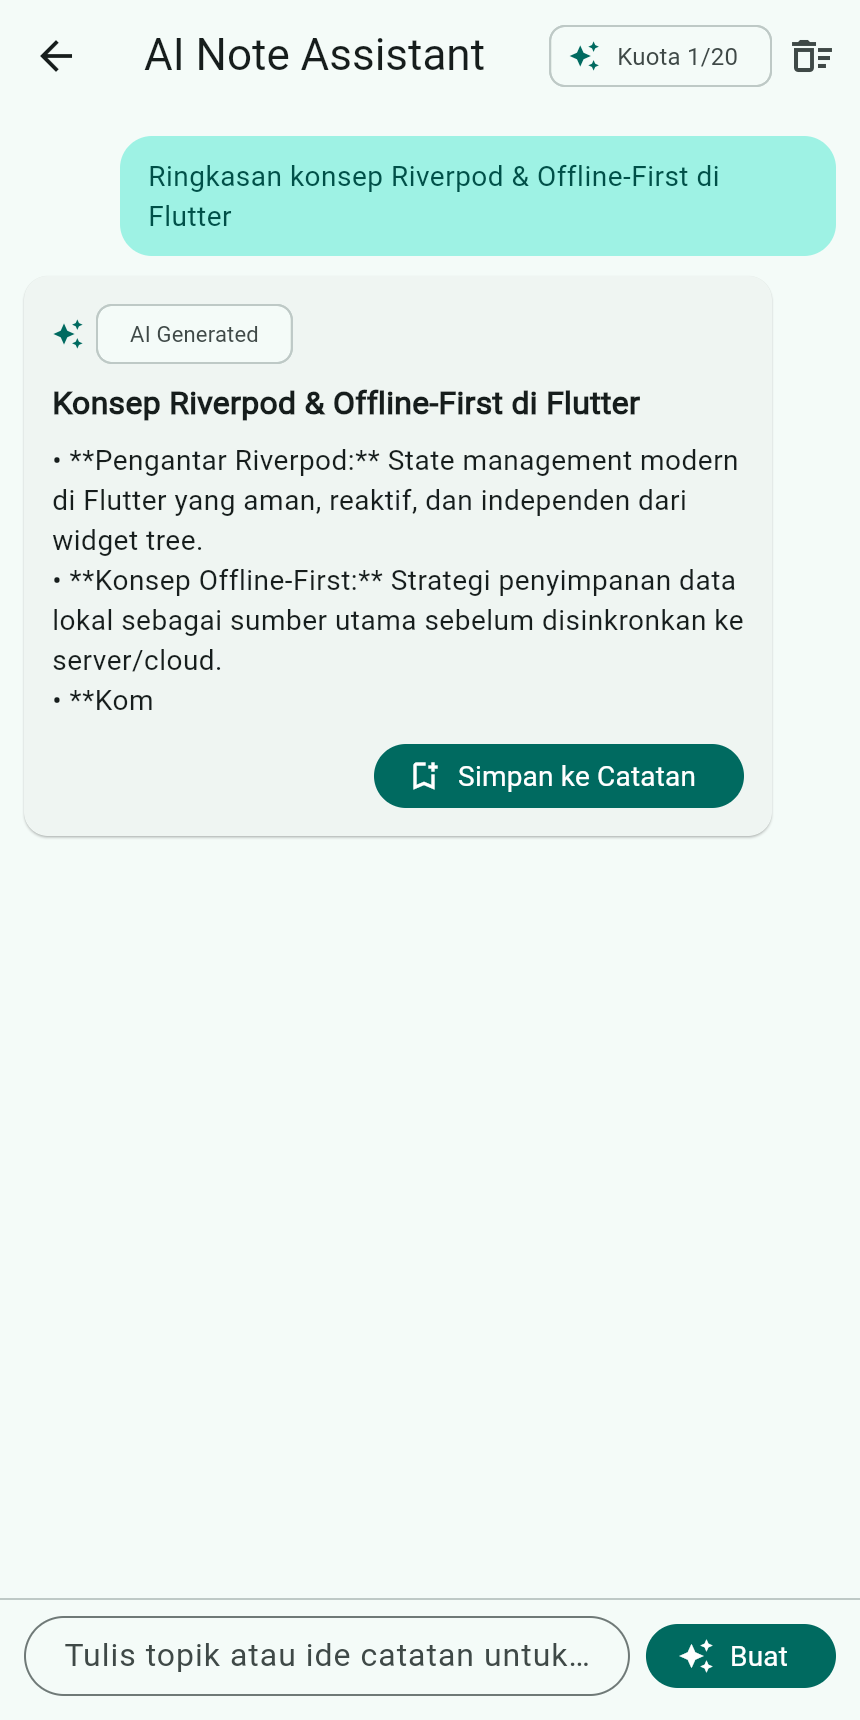 AI Note Assistant
Kuota 1/20
Ringkasan konsep Riverpod & Offline-First di
Flutter
AI Generated
Konsep Riverpod & Offline-First di Flutter
• **Pengantar Riverpod:** State management modern
di Flutter yang aman, reaktif, dan independen dari
widget tree.
• **Konsep Offline-First:** Strategi penyimpanan data
lokal sebagai sumber utama sebelum disinkronkan ke
server/cloud.
• **Kom
Simpan ke Catatan
Tulis topik atau ide catatan untuk...
Buat